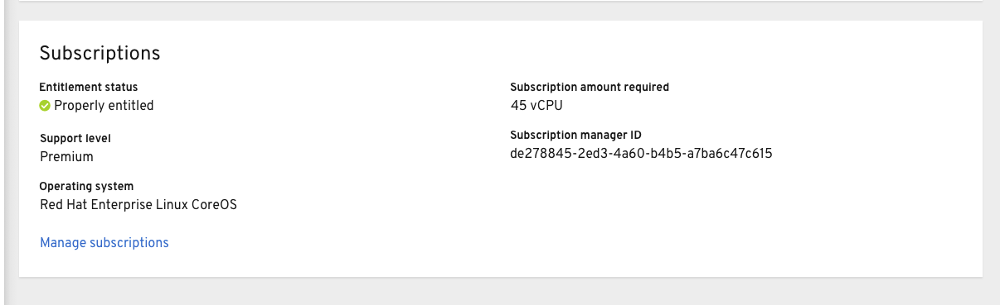 Subscriptions
Entitlement status
Properly entitled
Support level
Premium
Operating system
Red Hat Enterprise Linux CoreOS
Manage subscriptions
Subscription amount required
45 vCPU
Subscription manager ID
de278845-2ed3-4a60-b4b5-a7ba6c47c615